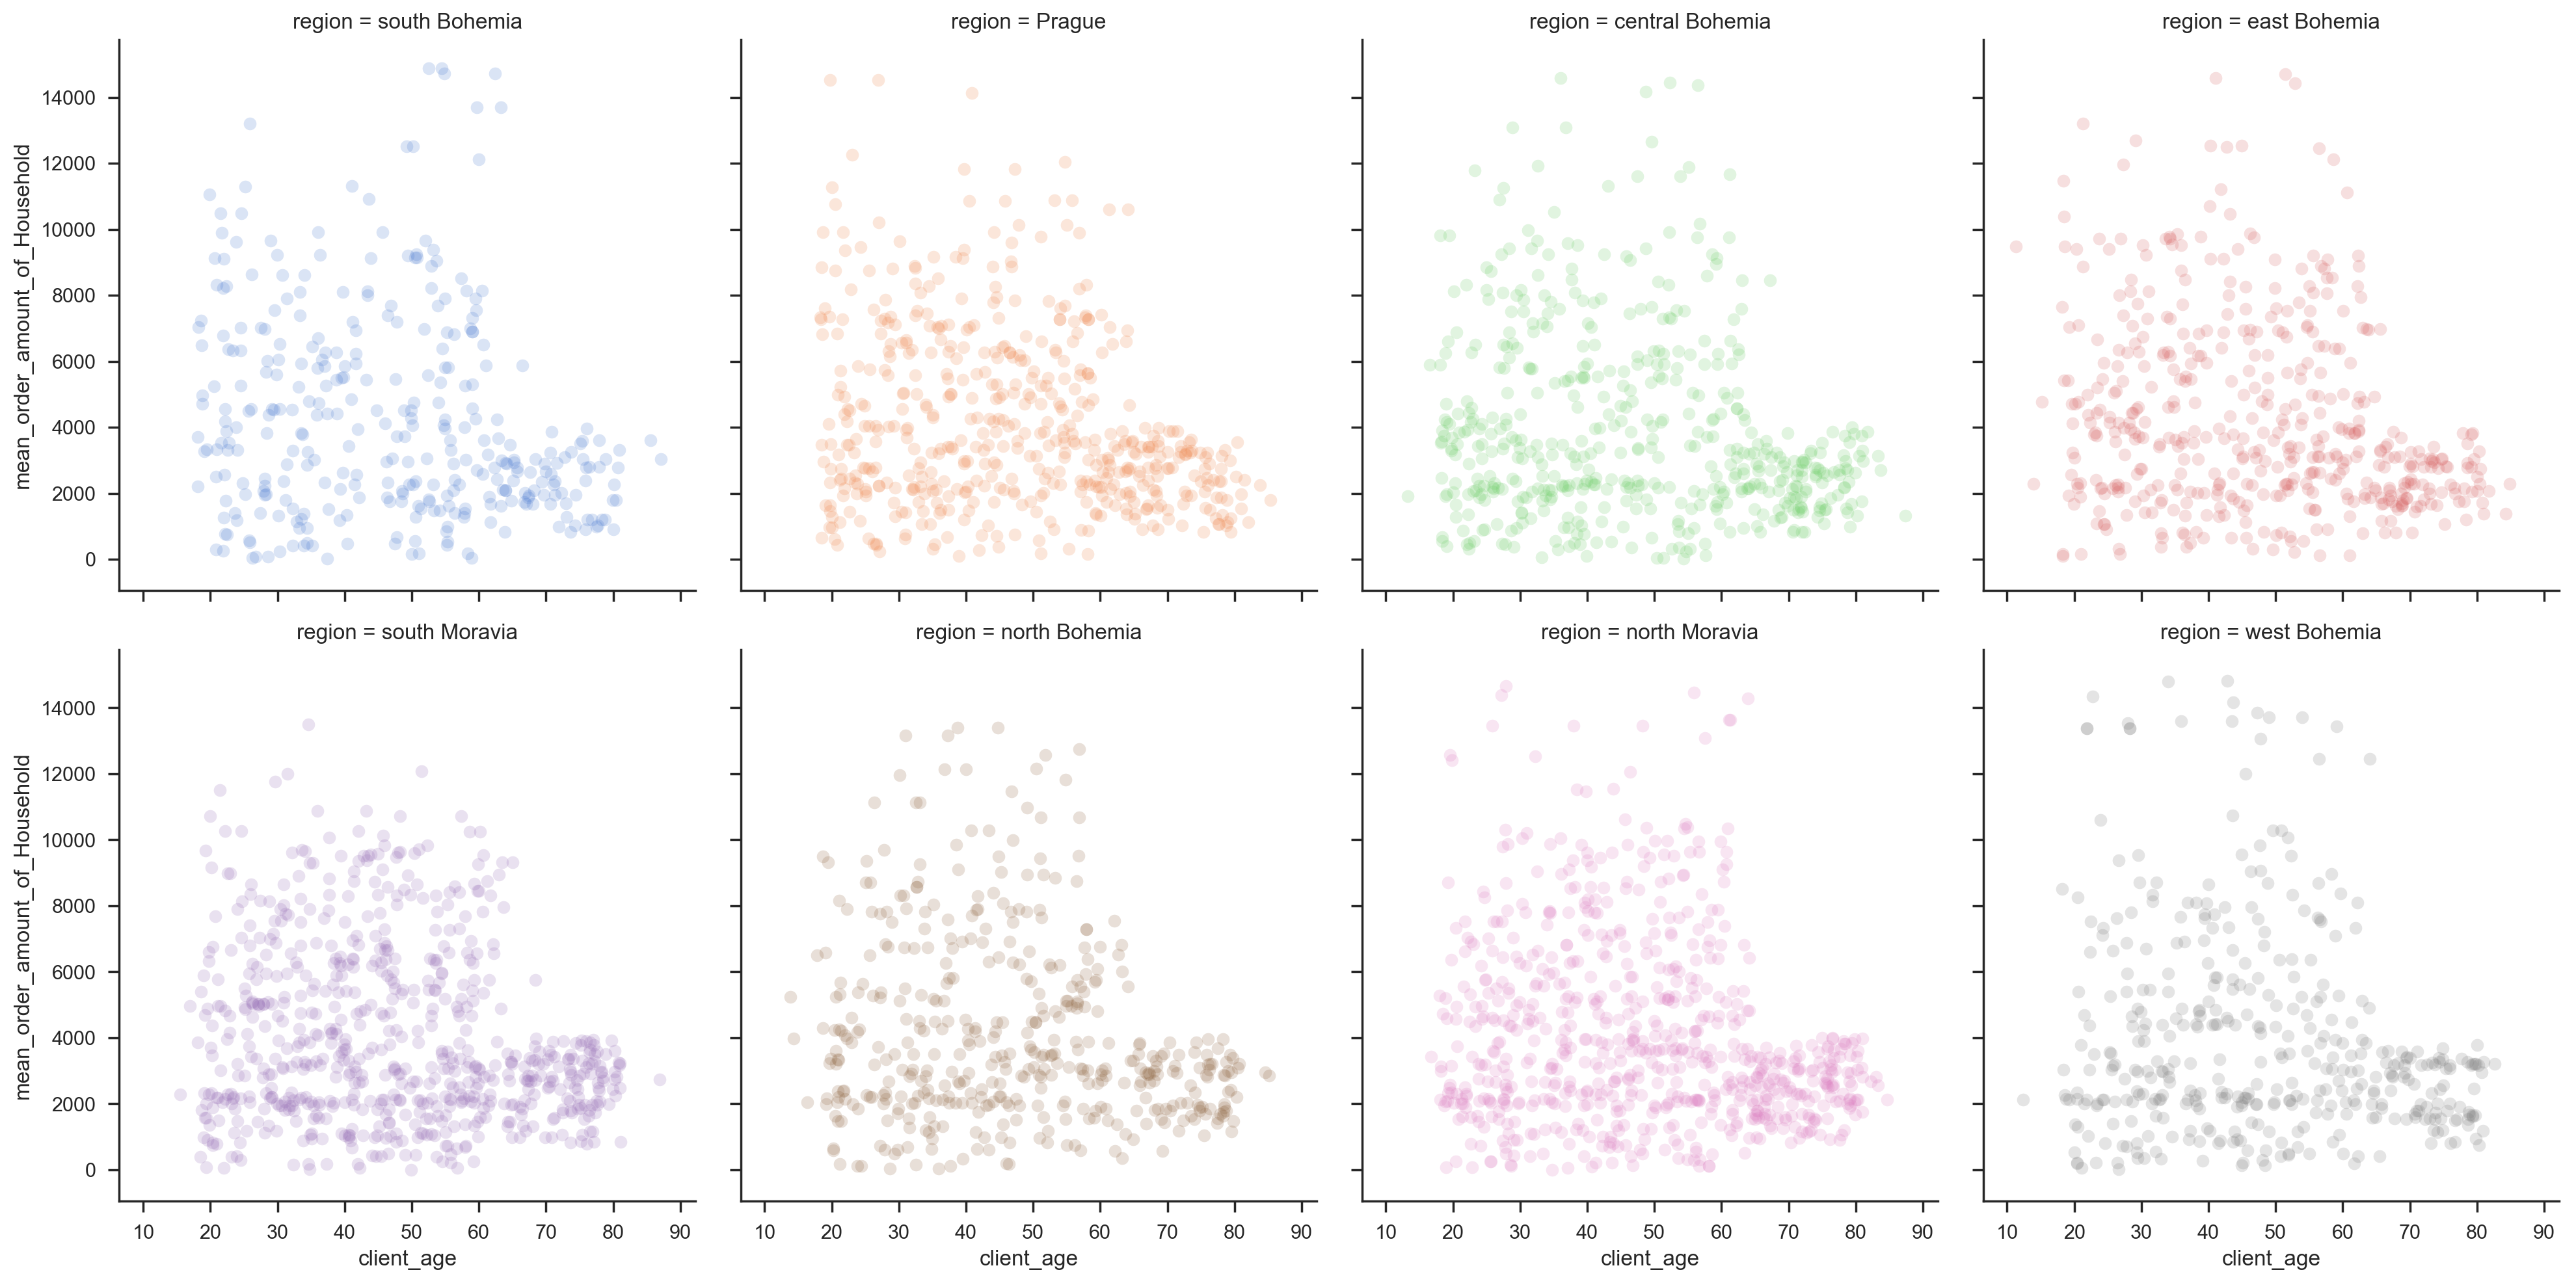 region = south Bohemia
region = Prague
region = central Bohemia
region = east Bohemia
mean_order_amount_of_Household
14000
12000
10000
8000
6000
4000
2000
0
region = south Moravia
region = north Bohemia
region = north Moravia
region = west Bohemia
mean_order_amount_of_Household
14000
12000
10000
8000
6000
4000
2000
0
10 20 30 40 50 60 70 80 90
10 20 30 40 50 60 70 80 90
10 20 30 40 50 60 70 80 90
10 20 30 40 50 60 70 80 90
client_age
client_age
client_age
client_age